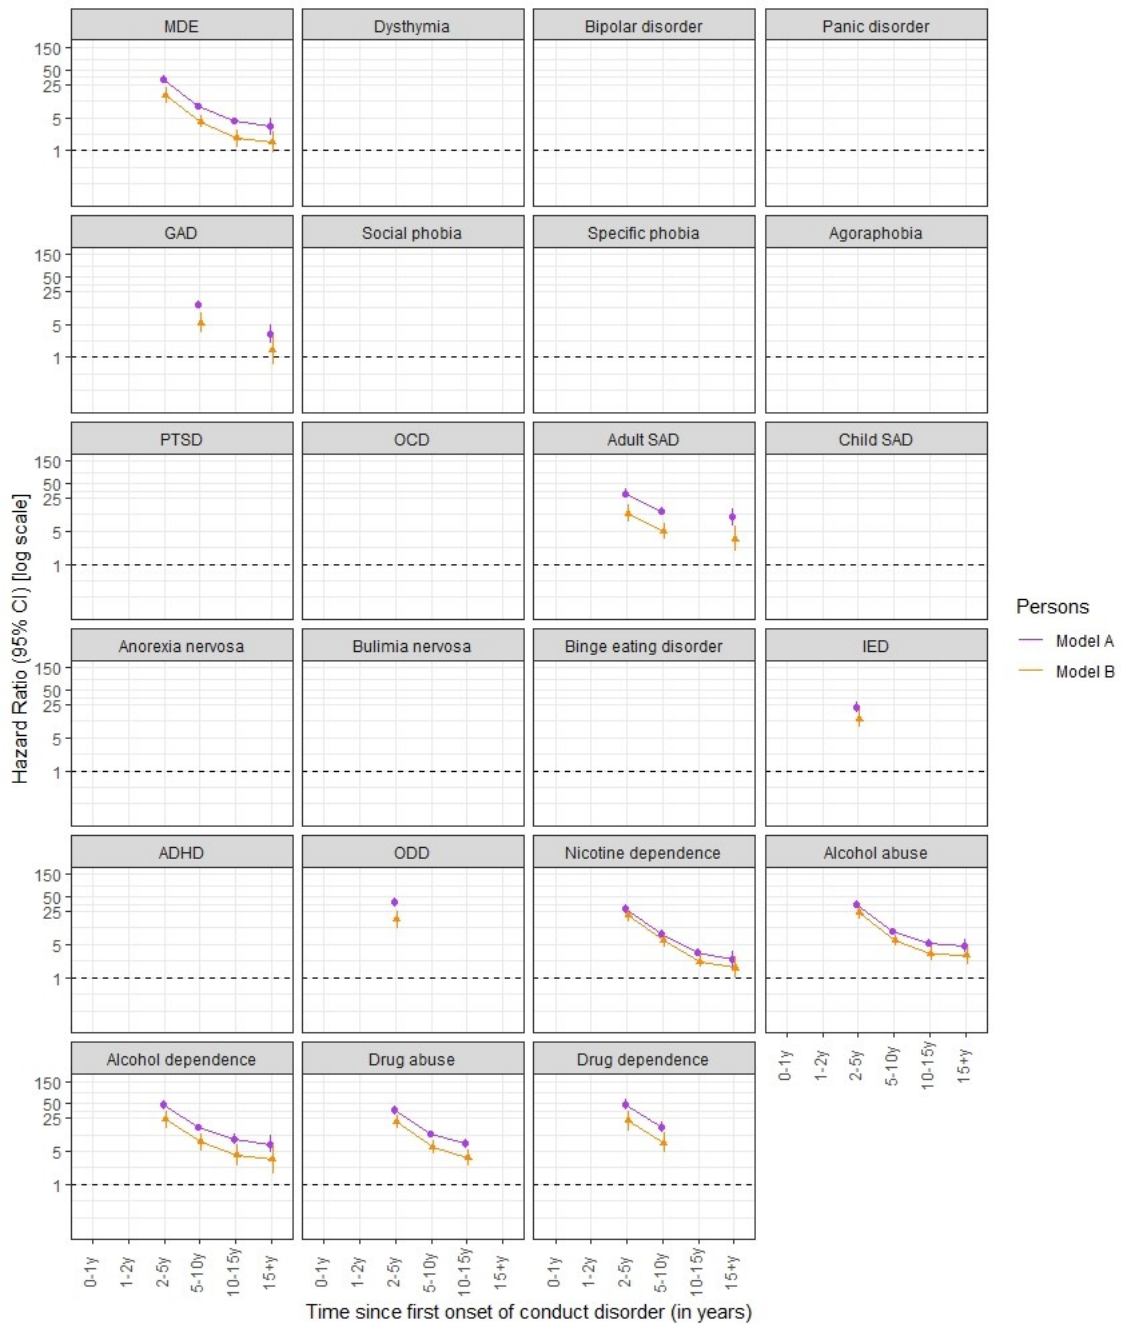 MDE Dysthymia Bipolar disorder Panic disorder
150
50
25
5
1
GAD Social phobia Specific phobia Agoraphobia
150
50
25
5
1
PTSD OCD Adult SAD Child SAD
150
50
25
5
1
Anorexia nervosa Bulimia nervosa Binge eating disorder IED
150
50
25
5
1
ADHD ODD Nicotine dependence Alcohol abuse
150
50
25
5
1
0-1y 1-2y 2-5y 5-10y 10-15y 15+y
Alcohol dependence Drug abuse Drug dependence
150
50
25
5
1
0-1y 1-2y 2-5y 5-10y 10-15y 15+y 0-1y 1-2y 2-5y 5-10y 10-15y 15+y 0-1y 1-2y 2-5y 5-10y 10-15y 15+y
Time since first onset of conduct disorder (in years)
Hazard Ratio (95% CI) [log scale]
Persons
Model A
Model B